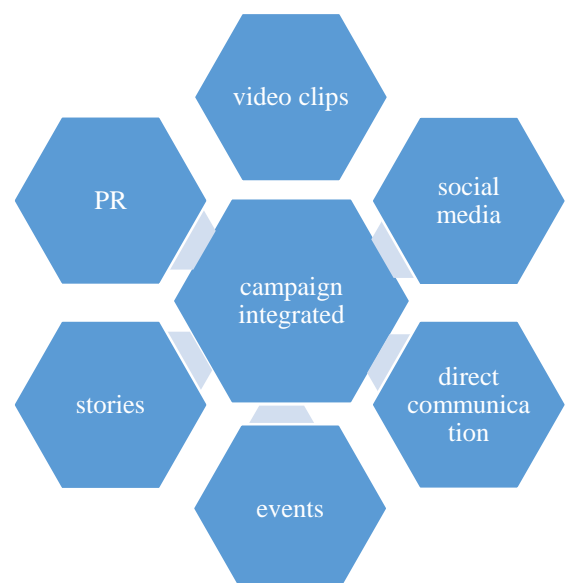 video clips
PR
social
media
campaign
integrated
stories
direct
communica
tion
events